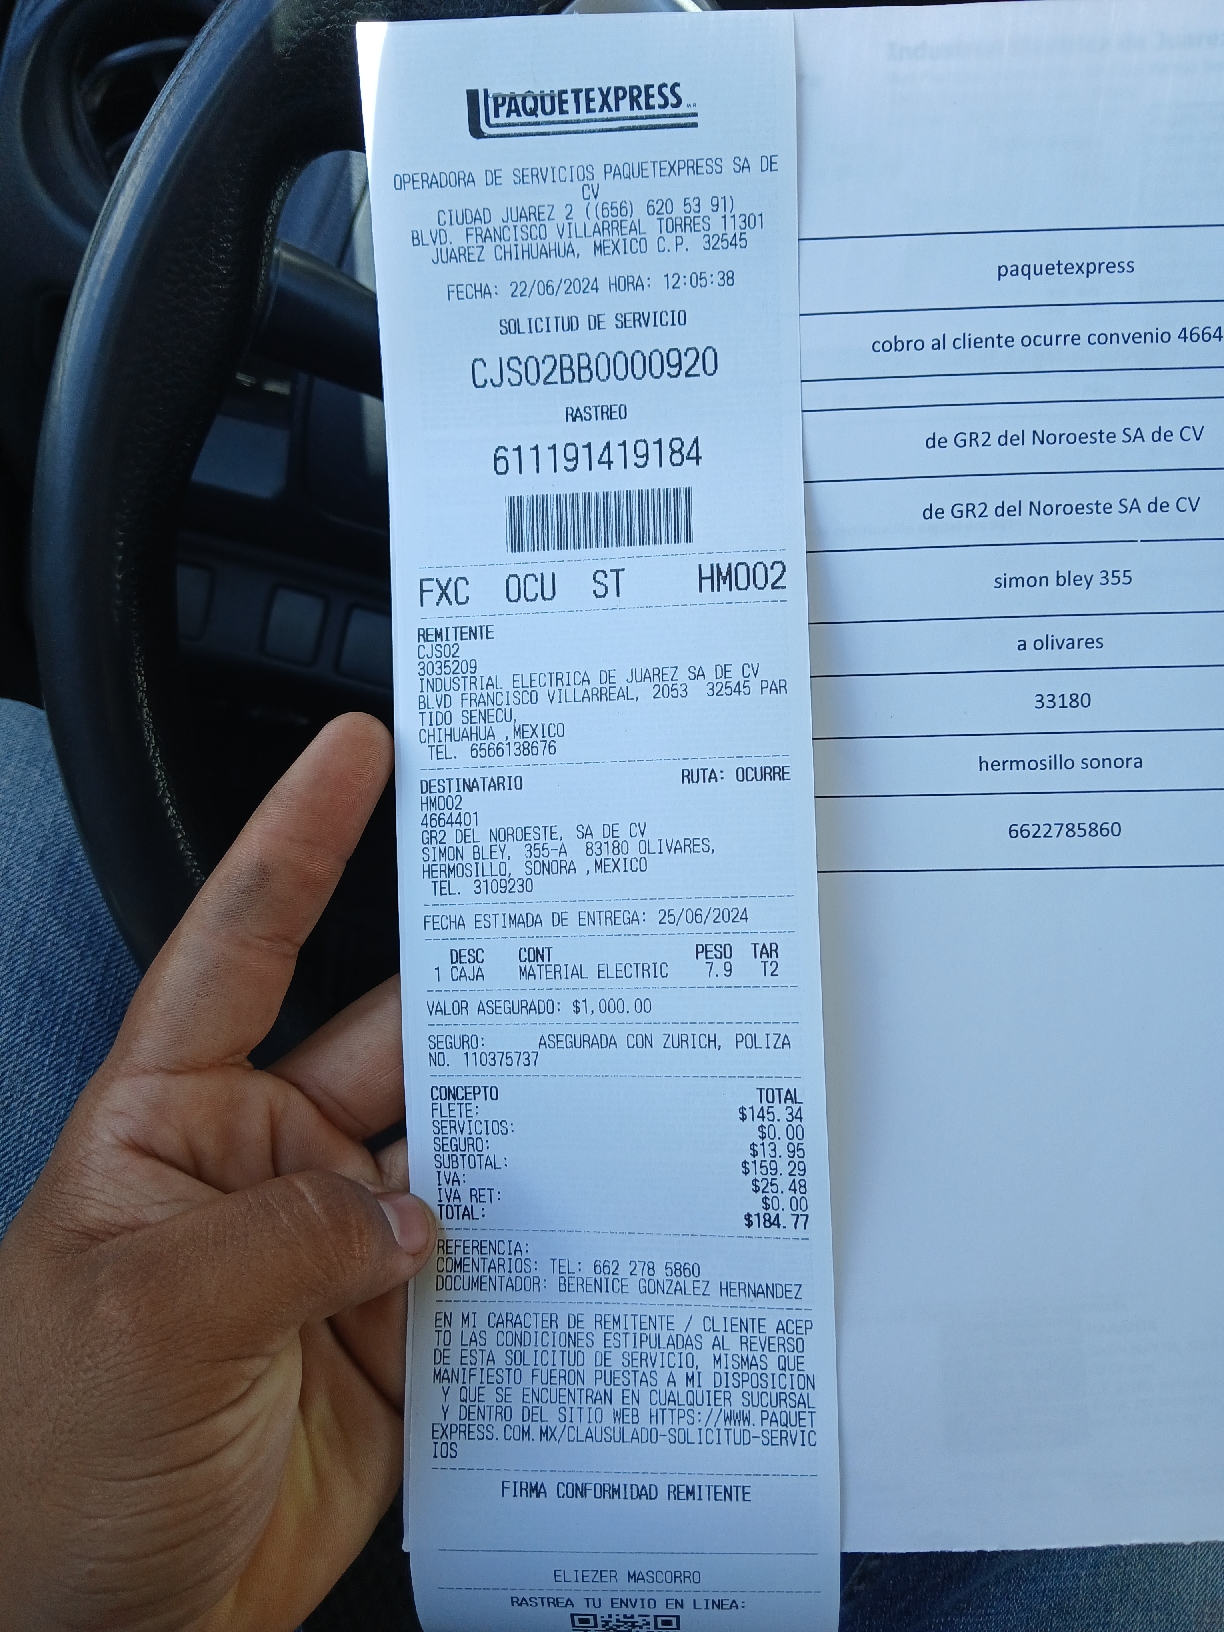 PAQUETEXPRESS
OPERADORA DE SERVICIOS PAQUETEXPRESS SA DE
CV
CIUDAD JUAREZ 2 ((656) 620 53 91)
BLVD. FRANCISCO VILLARREAL TORRES 11301
JUAREZ CHIHUAHUA, MEXICO C.P. 32545
FECHA: 22/06/2024 HORA: 12:05:38
SOLICITUD DE SERVICIO
CJS02BB0000920
RASTREO
611191419184
FXC OCU ST HMO02
REMITENTE
CJS02
3035209
INDUSTRIAL ELECTRICA DE JUAREZ SA DE CV
BLVD FRANCISCO VILLARREAL, 2053 32545 PAR
TIDO SENECU,
CHIHUAHUA ,MEXICO
TEL. 6566138676
DESTINATARIO RUTA: OCURRE
HMO02
4664401
GR2 DEL NOROESTE, SA DE CV
SIMON BLEY, 355-A 83180 OLIVARES,
HERMOSILLO, SONORA ,MEXICO
TEL. 3109230
FECHA ESTIMADA DE ENTREGA: 25/06/2024
DESC CONT PESO TAR
1 CAJA MATERIAL ELECTRIC 7.9 T2
VALOR ASEGURADO: $1,000.00
SEGURO: ASEGURADA CON ZURICH, POLIZA
NO. 110375737
CONCEPTO TOTAL
FLETE: $145.34
SERVICIOS: $0.00
SEGURO: $13.95
SUBTOTAL: $159.29
IVA: $25.48
IVA RET: $0.00
TOTAL: $184.77
REFERENCIA:
COMENTARIOS: TEL: 662 278 5860
DOCUMENTADOR: BERENICE GONZALEZ HERNANDEZ
EN MI CARACTER DE REMITENTE / CLIENTE ACEP
TO LAS CONDICIONES ESTIPULADAS AL REVERSO
DE ESTA SOLICITUD DE SERVICIO, MISMAS QUE
MANIFIESTO FUERON PUESTAS A MI DISPOSICION
Y QUE SE ENCUENTRAN EN CUALQUIER SUCURSAL
Y DENTRO DEL SITIO WEB HTTPS://WWW.PAQUET
EXPRESS.COM.MX/CLAUSULADO-SOLICITUD-SERVIC
IOS
FIRMA CONFORMIDAD REMITENTE
ELIEZER MASCORRO
RASTREA TU ENVIO EN LINEA:
paquetexpress
cobro al cliente ocurre convenio 4664
de GR2 del Noroeste SA de CV
de GR2 del Noroeste SA de CV
simon bley 355
a olivares
33180
hermosillo sonora
6622785860